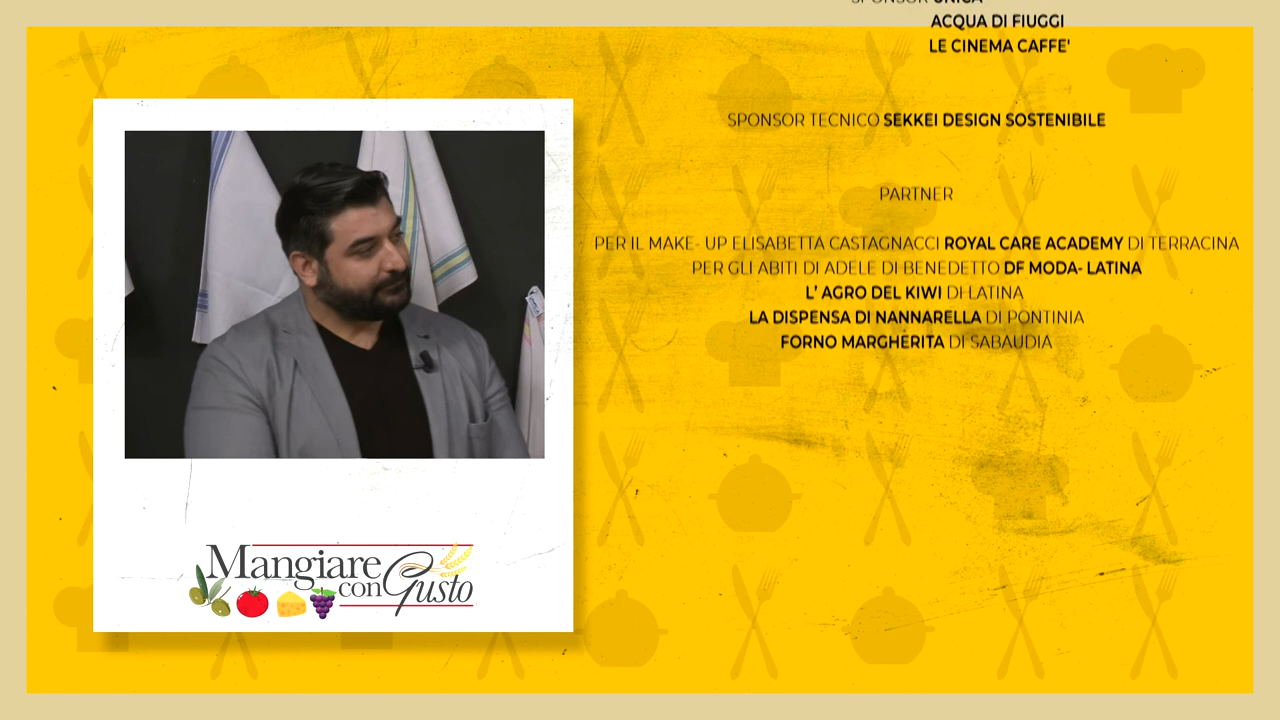 SPONSOR UNICA
ACQUA DI FIUGGI
LE CINEMA CAFFE'
SPONSOR TECNICO SEKKEI DESIGN SOSTENIBILE
PARTNER
PER IL MAKE- UP ELISABETTA CASTAGNACCI ROYAL CARE ACADEMY DI TERRACINA
PER GLI ABITI DI ADELE DI BENEDETTO DF MODA- LATINA
L' AGRO DEL KIWI DI LATINA
LA DISPENSA DI NANNARELLA DI PONTINIA
FORNO MARGHERITA DI SABAUDIA
Mangiare
con Gusto